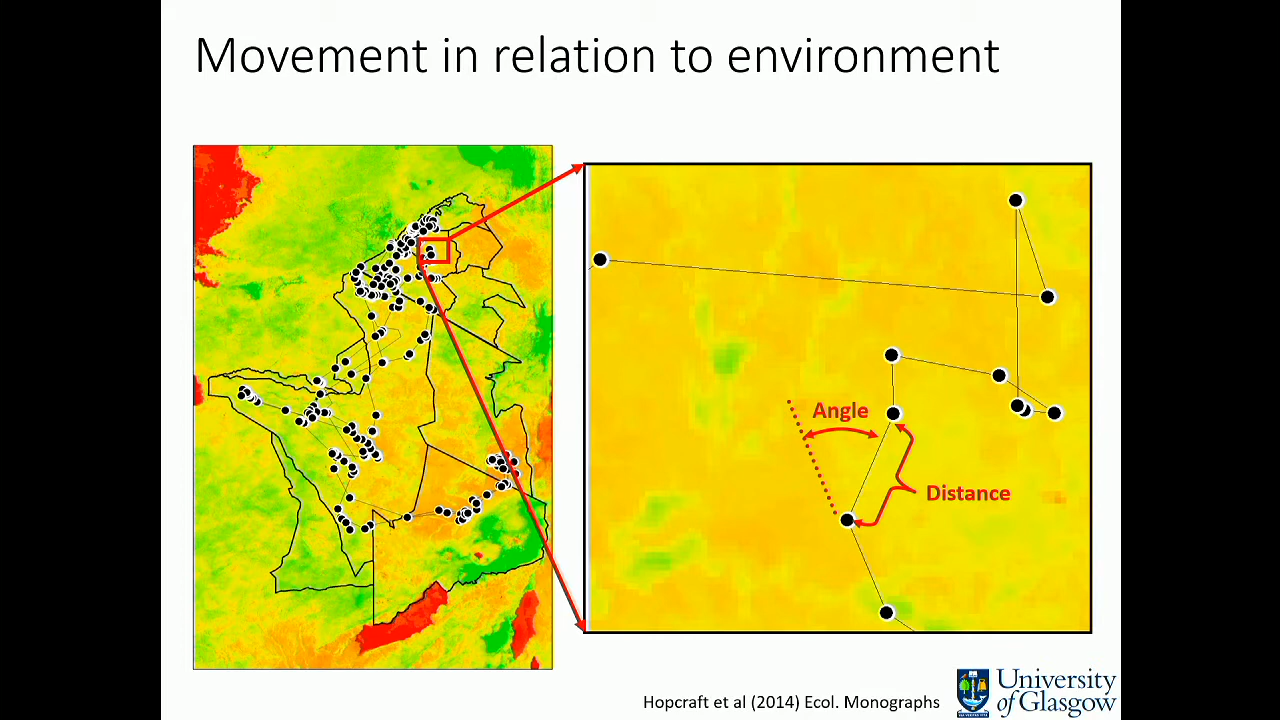 Movement in relation to environment
Angle
Distance
Hopcraft et al (2014) Ecol. Monographs
University
of Glasgow